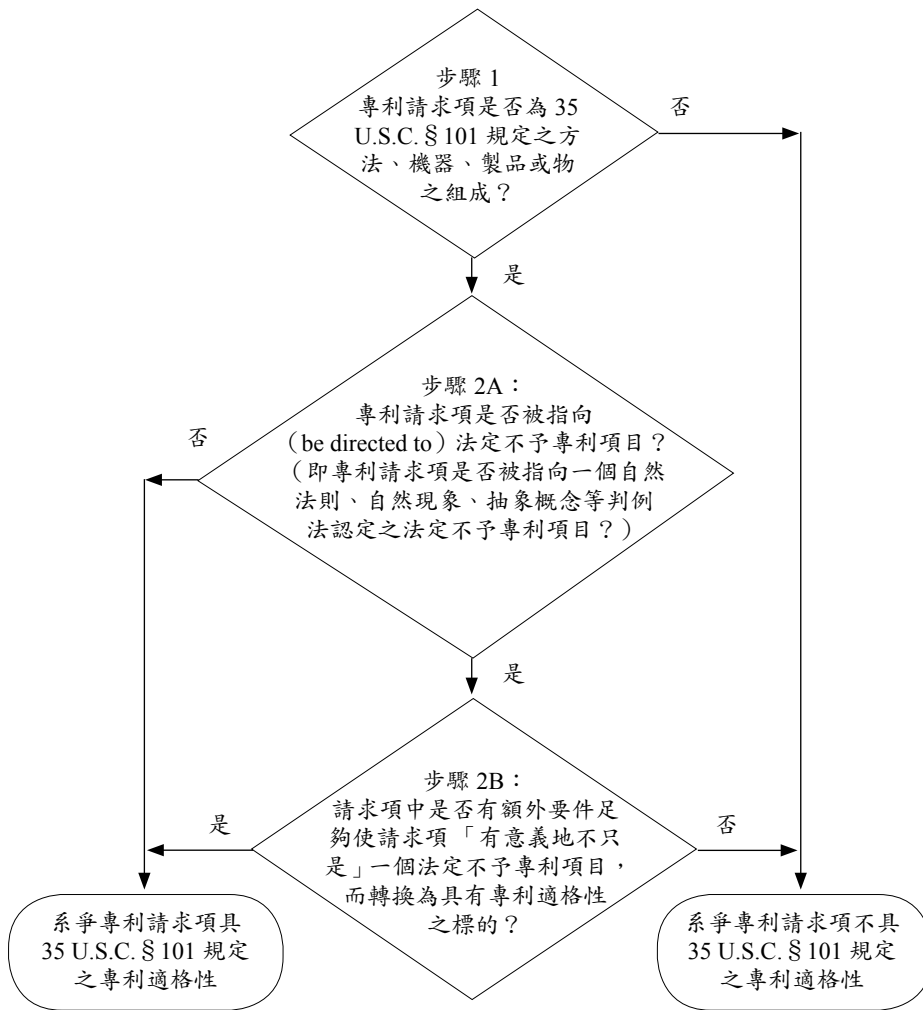 步驟 1
專利請求項是否為 35
U.S.C. § 101 規定之方
法、機器、製品或物
之組成？
否
是
步驟 2A：
專利請求項是否被指向
（be directed to）法定不予專利項目？
（即專利請求項是否被指向一個自然
法則、自然現象、抽象概念等判例
法認定之法定不予專利項目？）
否
是
步驟 2B：
請求項中是否有額外要件足
夠使請求項「有意義地不只
是」一個法定不予專利項目，
而轉換為具有專利適格性
之標的？
是
否
系爭專利請求項具
35 U.S.C. § 101 規定
之專利適格性
系爭專利請求項不具
35 U.S.C. § 101 規定
之專利適格性